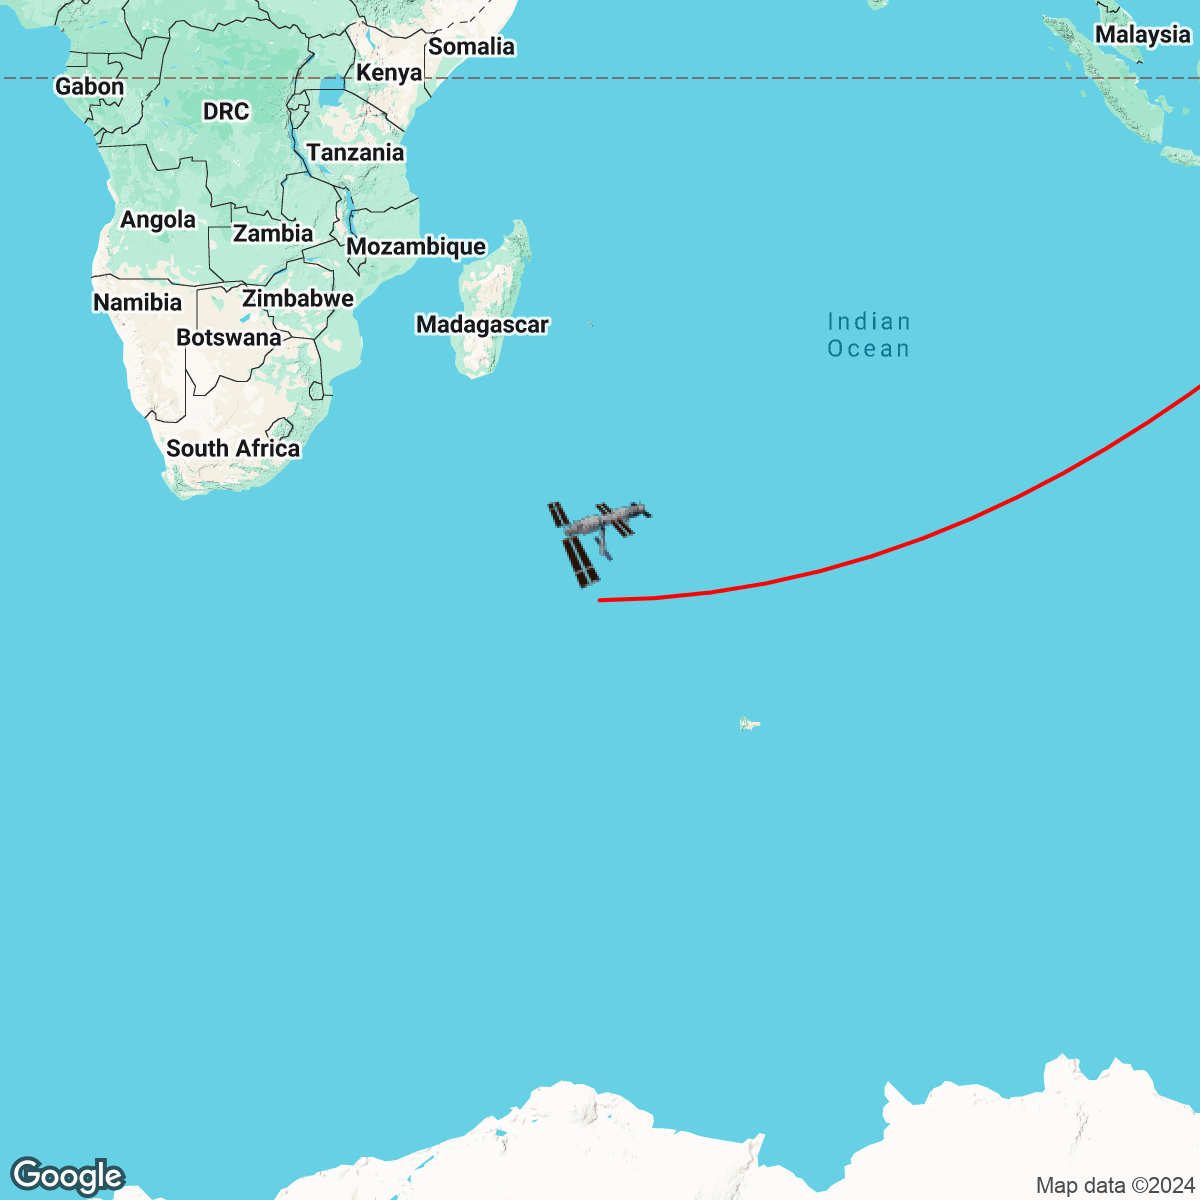 Somalia
Malaysia
Kenya
Gabon
DRC
Tanzania
Angola
Zambia
Mozambique
Zimbabwe
Namibia
Madagascar
Indian
Ocean
Botswana
South Africa
Google
Map data ©2024